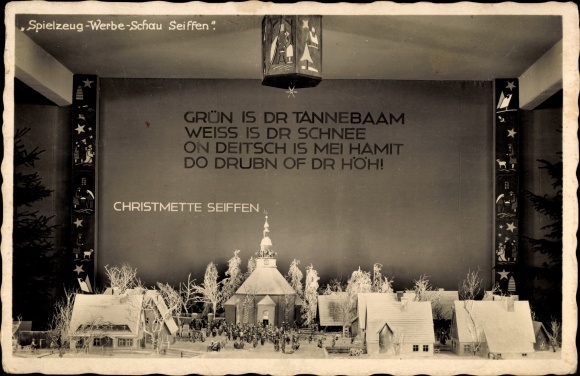 „Spielzeug-Werbe-Schau Seiffen“.
GRÜN IS DR TANNEBAAM
WEISS IS DR SCHNEE
ON DEITSCH IS MEI HAMIT
DO DRUBN OF DR HÖH!
CHRISTMETTE SEIFFEN